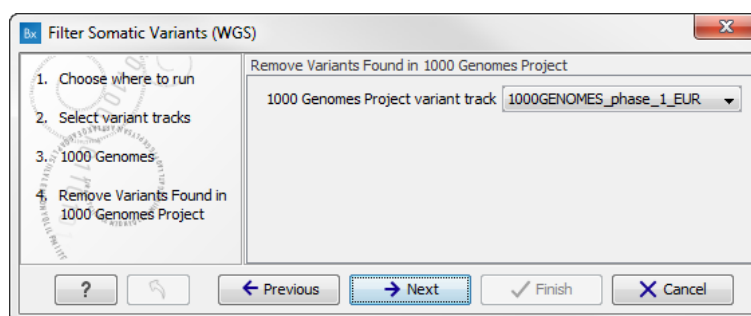 Bx Filter Somatic Variants (WGS)
1. Choose where to run
2. Select variant tracks
3. 1000 Genomes
4. Remove Variants Found in
1000 Genomes Project
Remove Variants Found in 1000 Genomes Project
1000 Genomes Project variant track 1000GENOMES_phase_1_EUR
? Previous Next Finish Cancel